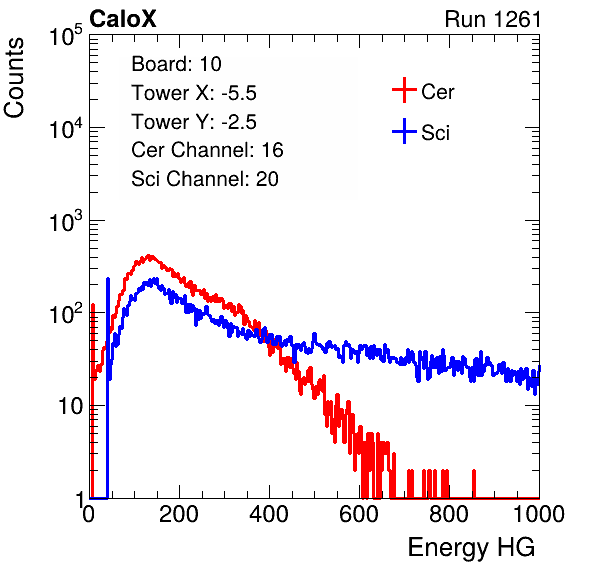 CaloX Run 1261
Counts
10^5
10^4
10^3
10^2
10
1
Board: 10
Tower X: -5.5
Tower Y: -2.5
Cer Channel: 16
Sci Channel: 20
Cer
Sci
0 200 400 600 800 1000
Energy HG